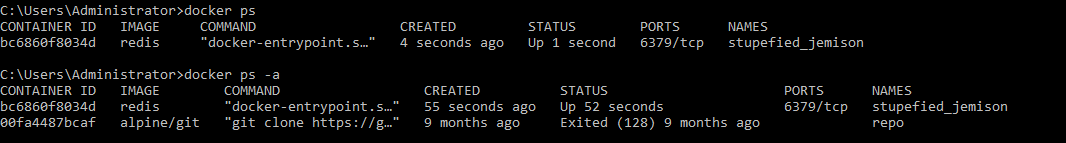 C:\Users\Administrator>docker ps
CONTAINER ID   IMAGE     COMMAND                  CREATED         STATUS        PORTS      NAMES
bc6860f8034d   redis     "docker-entrypoint.s…"   4 seconds ago   Up 1 second   6379/tcp   stupefied_jemison
C:\Users\Administrator>docker ps -a
CONTAINER ID   IMAGE        COMMAND                  CREATED          STATUS                      PORTS      NAMES
bc6860f8034d   redis        "docker-entrypoint.s…"   55 seconds ago   Up 52 seconds               6379/tcp   stupefied_jemison
00fa4487bcaf   alpine/git   "git clone https://g…"   9 months ago     Exited (128) 9 months ago              repo